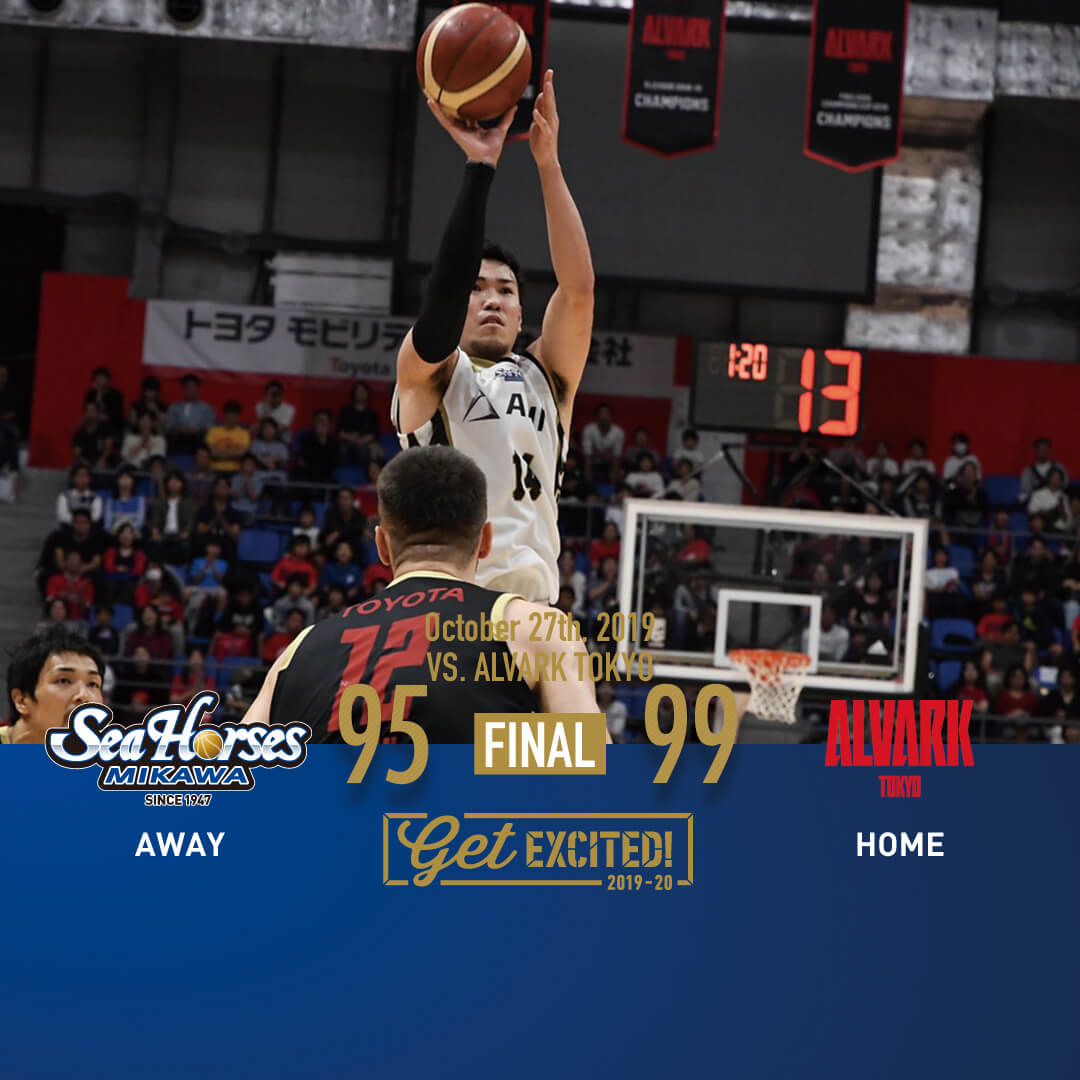 ALVARK
CHAMPIONS
ALVARK
CHAMPIONS
トヨタ モビリテ
会社
Toyota
1:20
13
14
TOYOTA
12
October 27th, 2019
VS. ALVARK TOKYO
95 FINAL 99
SeaHorses
MIKAWA
SINCE 1947
ALVARK
TOKYO
AWAY
HOME
Get EXCITED!
2019-20